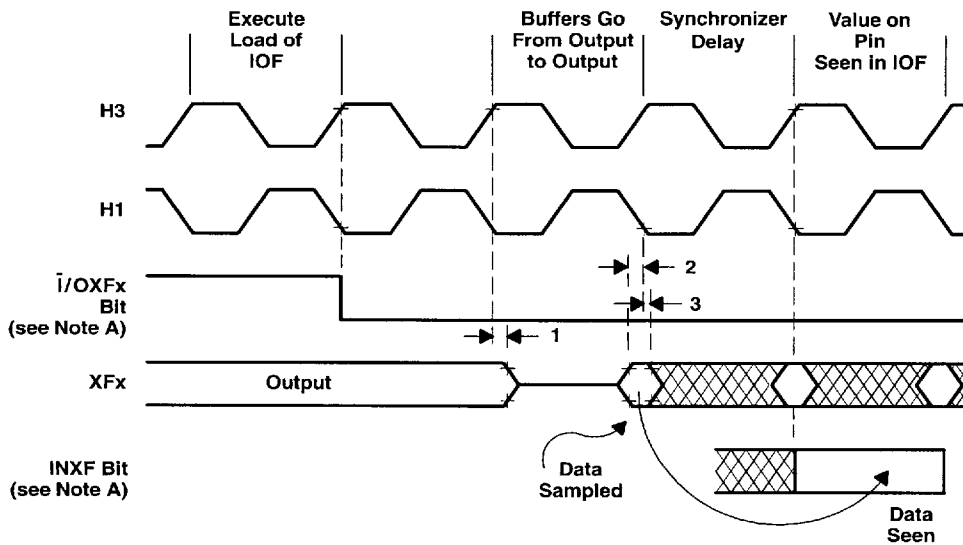 Execute
Load of
IOF
Buffers Go
From Output
to Output
Synchronizer
Delay
Value on
Pin
Seen in IOF
H3
H1
Ī/OXFx
Bit
(see Note A)
2
3
1
XFx
Output
INXF Bit
(see Note A)
Data
Sampled
Data
Seen